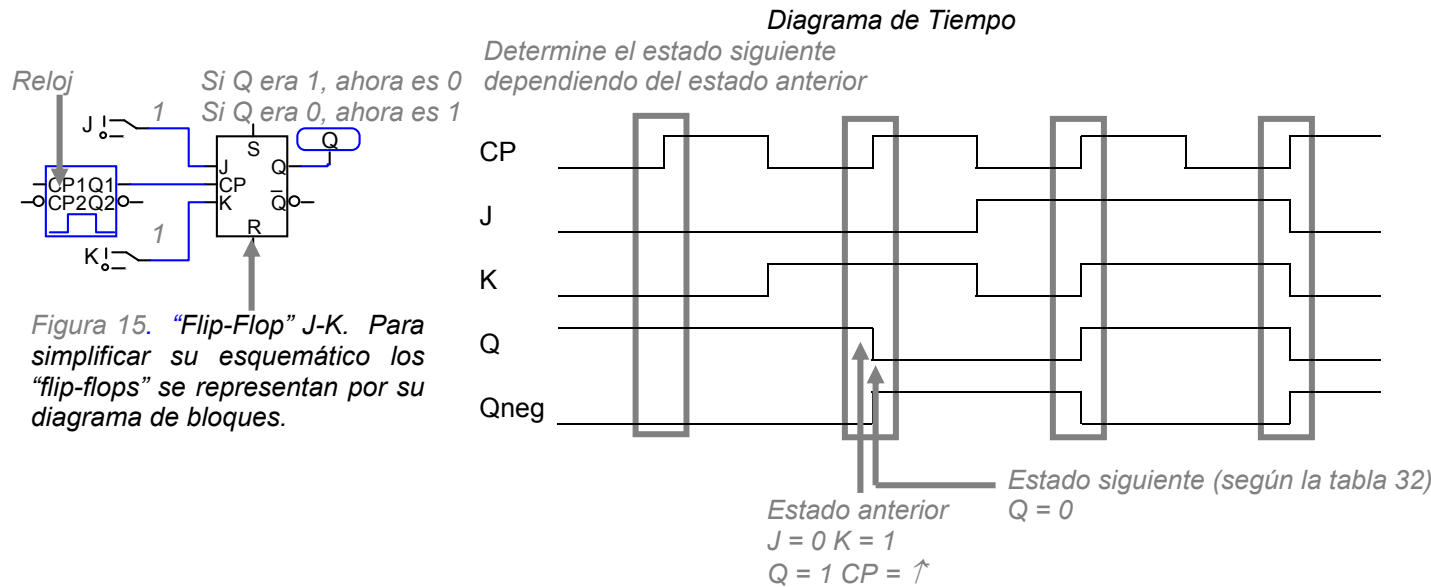 Diagrama de Tiempo
Determine el estado siguiente
dependiendo del estado anterior
Reloj
Si Q era 1, ahora es 0
Si Q era 0, ahora es 1
J
1
Q
S
J
Q
CP1 Q1
CP
CP2 Q2
K
Q̅
1
R
K
Figura 15. “Flip-Flop” J-K. Para
simplificar su esquemático los
“flip-flops” se representan por su
diagrama de bloques.
CP
J
K
Q
Qneg
Estado siguiente (según la tabla 32)
Q = 0
Estado anterior
J = 0 K = 1
Q = 1 CP = ↑